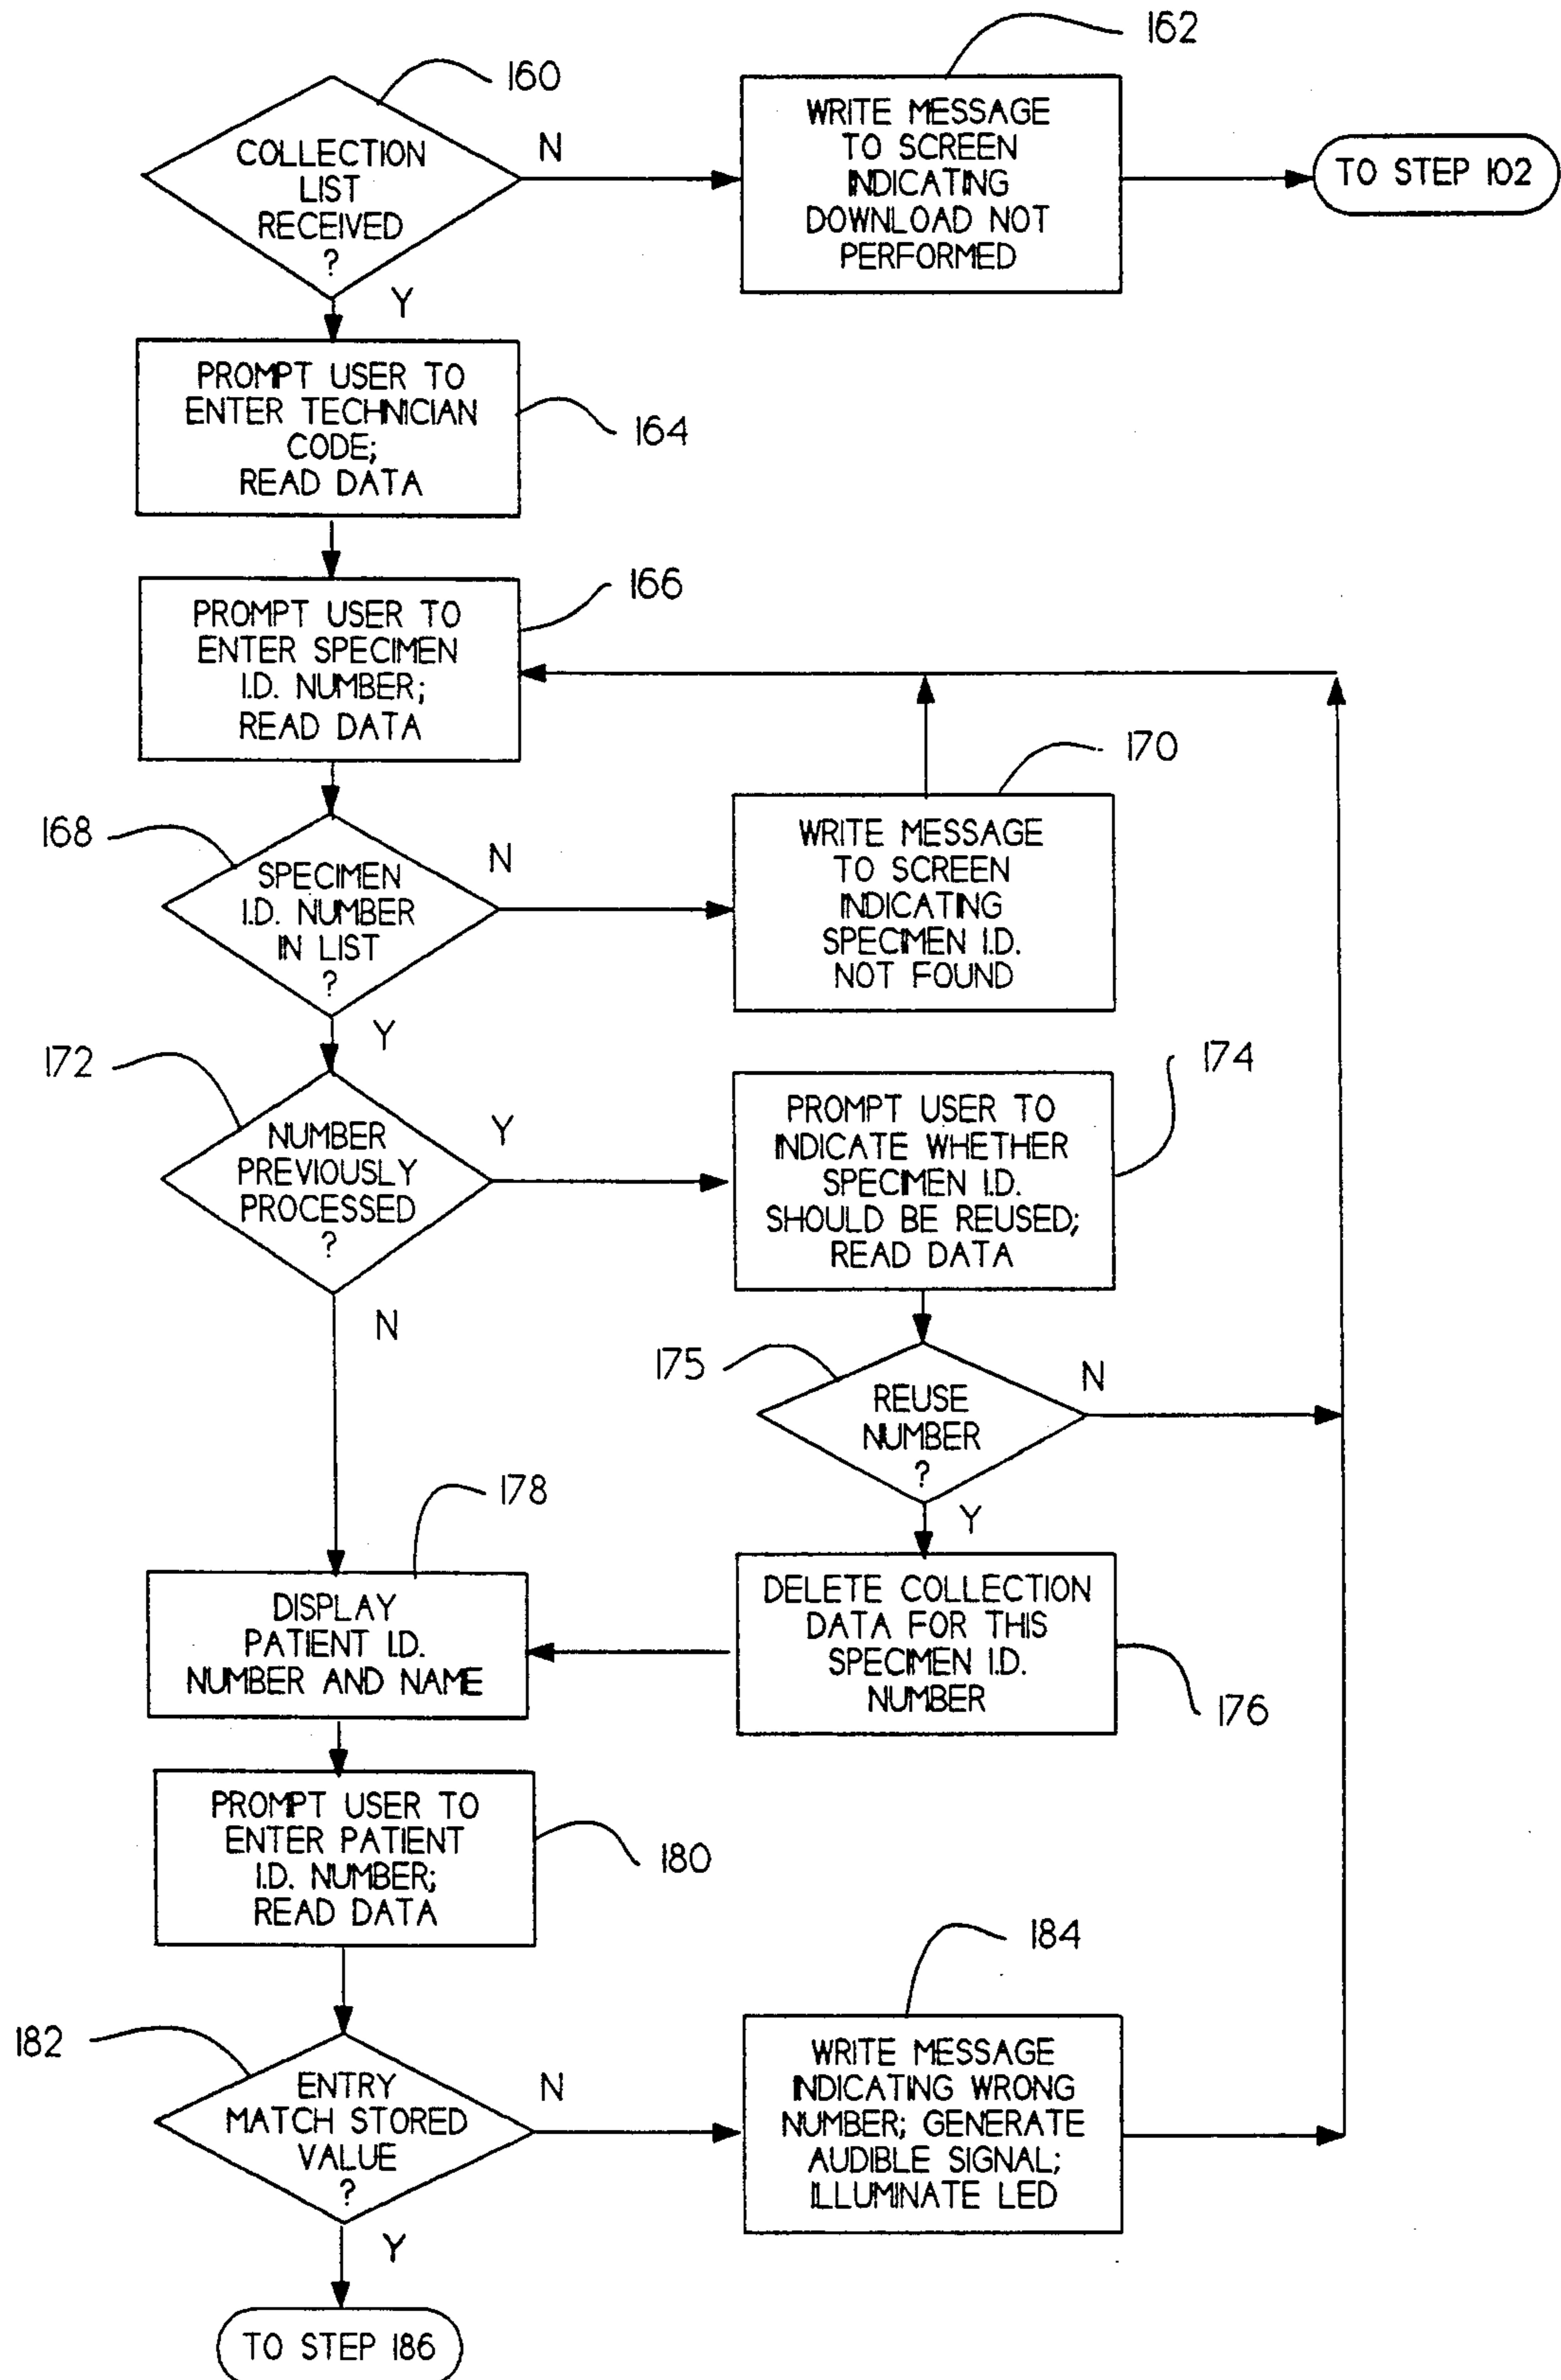 162
160
COLLECTION
LIST
RECEIVED
?
N
Y
WRITE MESSAGE
TO SCREEN
INDICATING
DOWNLOAD NOT
PERFORMED
TO STEP 102
PROMPT USER TO
ENTER TECHNICIAN
CODE;
READ DATA
164
166
PROMPT USER TO
ENTER SPECIMEN
I.D. NUMBER;
READ DATA
170
168
SPECIMEN
I.D. NUMBER
IN LIST
?
N
Y
WRITE MESSAGE
TO SCREEN
INDICATING
SPECIMEN I.D.
NOT FOUND
172
NUMBER
PREVIOUSLY
PROCESSED
?
Y
N
174
PROMPT USER TO
INDICATE WHETHER
SPECIMEN I.D.
SHOULD BE REUSED;
READ DATA
175
REUSE
NUMBER
?
N
Y
178
DISPLAY
PATIENT I.D.
NUMBER AND NAME
DELETE COLLECTION
DATA FOR THIS
SPECIMEN I.D.
NUMBER
176
PROMPT USER TO
ENTER PATIENT
I.D. NUMBER;
READ DATA
180
184
182
ENTRY
MATCH STORED
VALUE
?
N
Y
WRITE MESSAGE
INDICATING WRONG
NUMBER; GENERATE
AUDIBLE SIGNAL;
ILLUMINATE LED
TO STEP 186